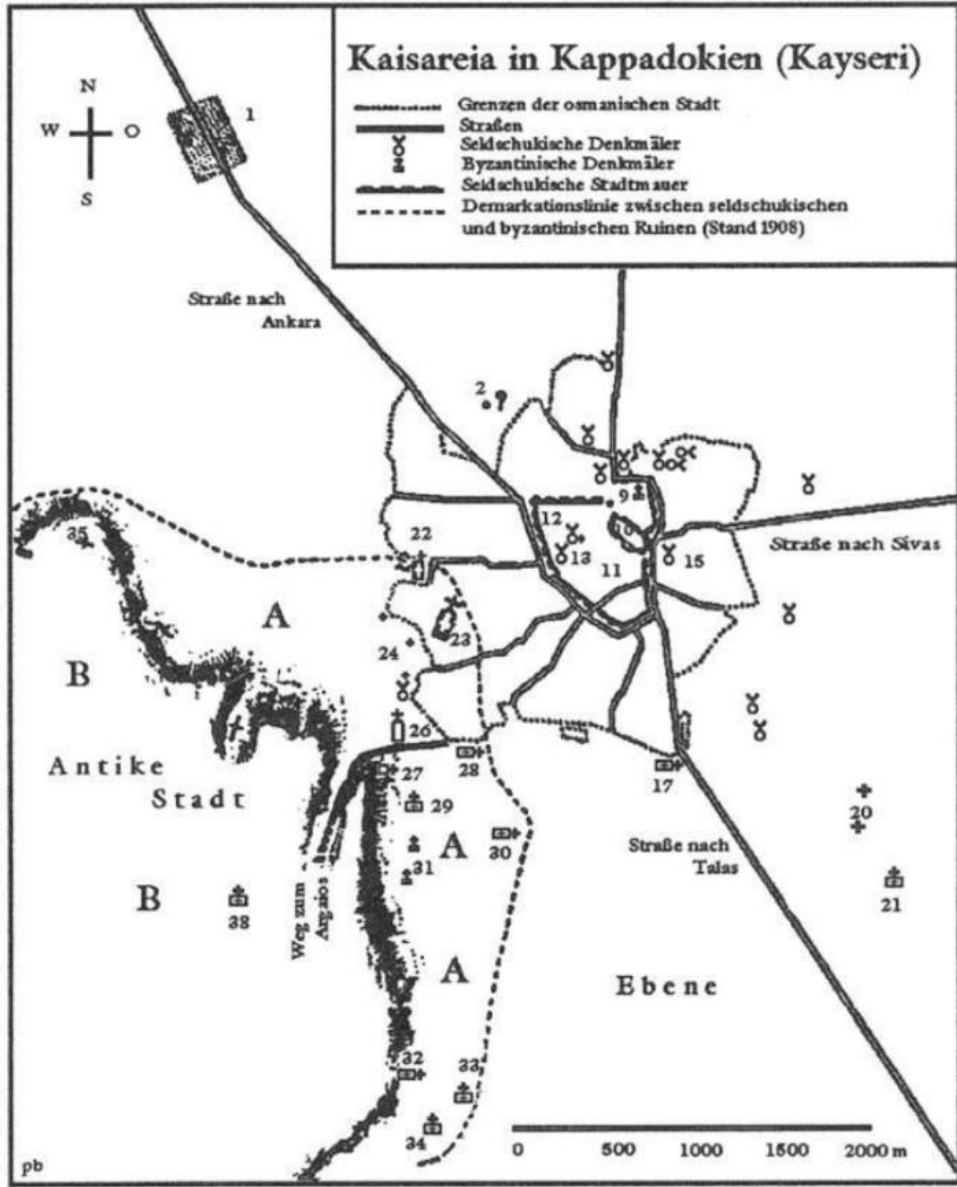 Kaisareia in Kappadokien (Kayseri)
Grenzen der osmanischen Stadt
Straßen
Seldschukische Denkmäler
Byzantinische Denkmäler
Seldschukische Stadtmauer
Demarkationslinie zwischen seldschukischen
und byzantinischen Ruinen (Stand 1908)
N
W O
S
1
Straße nach
Ankara
2
9
12
10
22
13
11
15
Straße nach Sivas
35
A
23
24
B
26
Antike
Stadt
27
28
17
29
20
31
A
30
Straße nach
Talas
B
38
21
Weg zum
Argaios
A
Ebene
32
33
34
0 500 1000 2000 m
pb